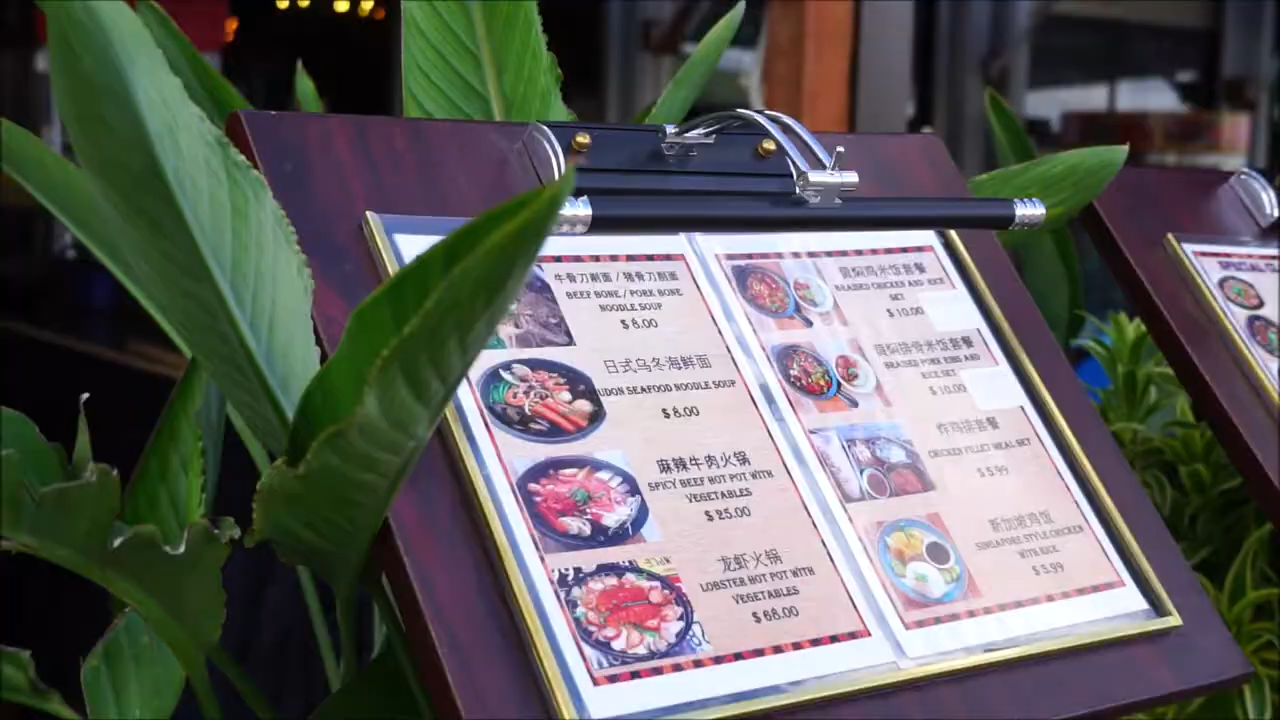 牛骨刀削面 / 猪骨刀削面
BEEF BONE / PORK BONE
NOODLE SOUP
$ 8.00
日式乌冬海鲜面
UDON SEAFOOD NOODLE SOUP
$ 8.00
麻辣牛肉火锅
SPICY BEEF HOT POT WITH
VEGETABLES
$ 25.00
龙虾火锅
LOBSTER HOT POT WITH
VEGETABLES
$ 68.00
黄焖鸡米饭套餐
BRAISED CHICKEN AND RICE
SET
$ 10.00
黄焖排骨米饭套餐
BRAISED PORK RIBS AND
RICE SET
$ 10.00
炸鸡排套餐
CHICKEN FILLET MEAL SET
$ 5.99
新加坡鸡饭
SINGAPORE STYLE CHICKEN
WITH RICE
$ 5.99
SPECIAL